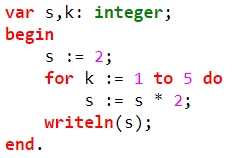 var s,k: integer;
begin
s := 2;
for k := 1 to 5 do
s := s * 2;
writeln(s);
end.